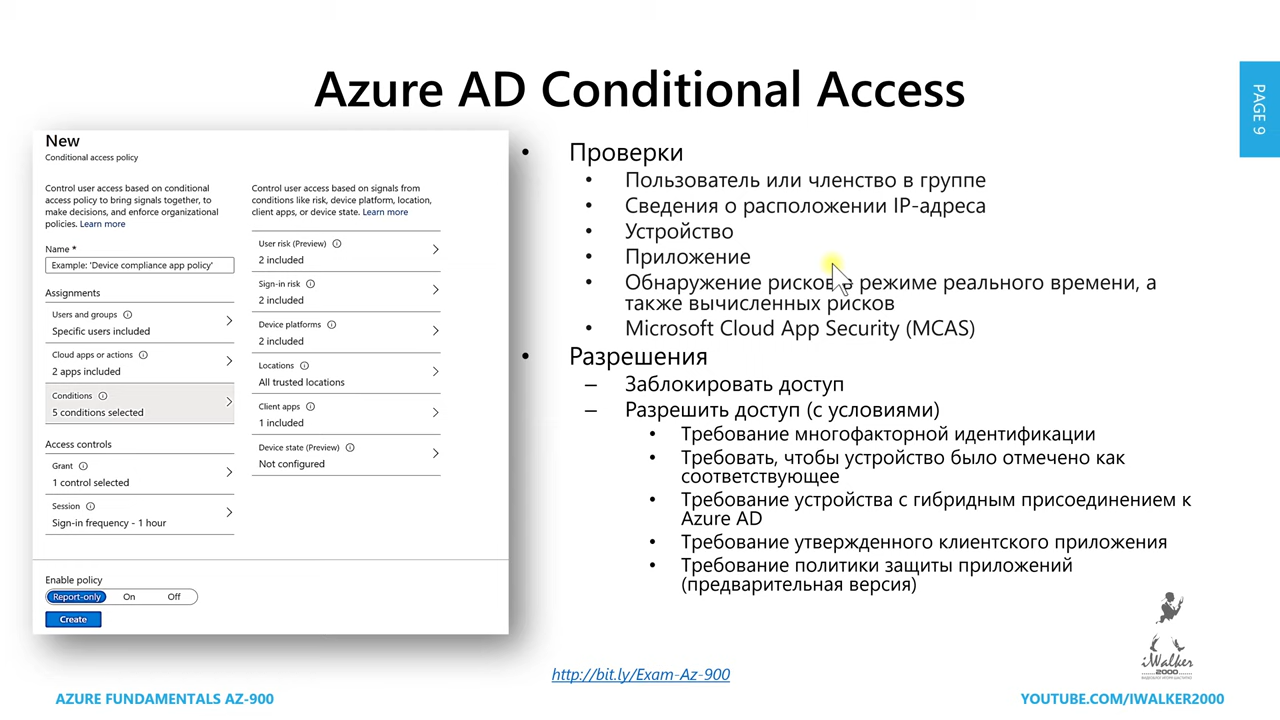 Azure AD Conditional Access
PAGE 9
New
Conditional access policy
Control user access based on conditional
access policy to bring signals together, to
make decisions, and enforce organizational
policies. Learn more
Name *
Example: 'Device compliance app policy'
Assignments
Users and groups
Specific users included
Cloud apps or actions
2 apps included
Conditions
5 conditions selected
Access controls
Grant
1 control selected
Session
Sign-in frequency - 1 hour
Enable policy
Report-only On Off
Create
Control user access based on signals from
conditions like risk, device platform, location,
client apps, or device state. Learn more
User risk (Preview)
2 included
Sign-in risk
2 included
Device platforms
2 included
Locations
All trusted locations
Client apps
1 included
Device state (Preview)
Not configured
• Проверки
• Пользователь или членство в группе
• Сведения о расположении IP-адреса
• Устройство
• Приложение
• Обнаружение рисков в режиме реального времени, а
также вычисленных рисков
• Microsoft Cloud App Security (MCAS)
• Разрешения
– Заблокировать доступ
– Разрешить доступ (с условиями)
• Требование многофакторной идентификации
• Требовать, чтобы устройство было отмечено как
соответствующее
• Требование устройства с гибридным присоединением к
Azure AD
• Требование утвержденного клиентского приложения
• Требование политики защиты приложений
(предварительная версия)
iWalker
2000
http://bit.ly/Exam-Az-900
AZURE FUNDAMENTALS AZ-900
YOUTUBE.COM/IWALKER2000